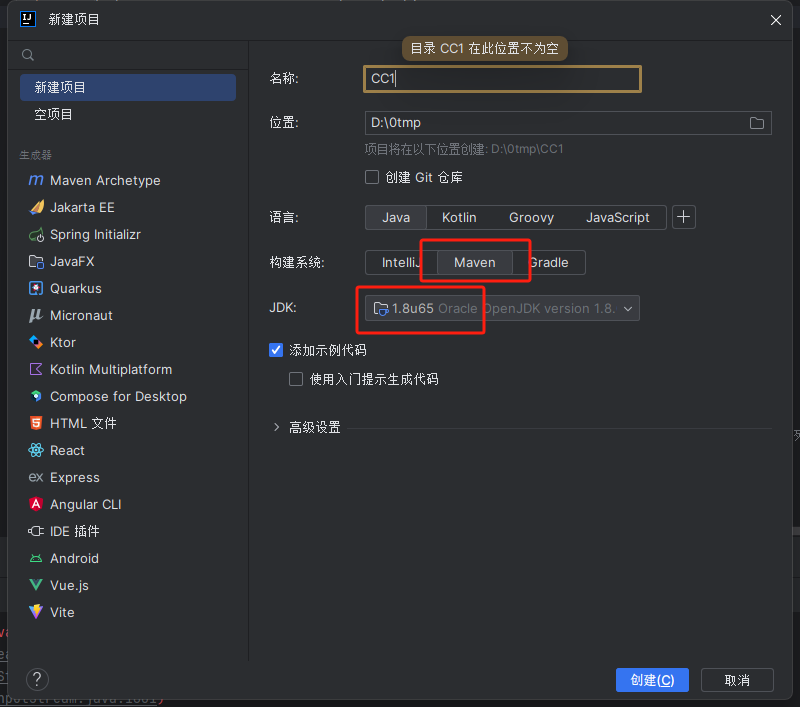 新建项目
目录 CC1 在此位置不为空
新建项目
空项目
生成器
Maven Archetype
Jakarta EE
Spring Initializr
JavaFX
Quarkus
Micronaut
Ktor
Kotlin Multiplatform
Compose for Desktop
HTML 文件
React
Express
Angular CLI
IDE 插件
Android
Vue.js
Vite
名称:
CC1
位置:
D:\0tmp
项目将在以下位置创建: D:\0tmp\CC1
创建 Git 仓库
语言:
Java Kotlin Groovy JavaScript
构建系统:
IntelliJ Maven Gradle
JDK:
1.8u65 Oracle OpenJDK version 1.8.
添加示例代码
使用入门提示生成代码
高级设置
?
创建(C)
取消